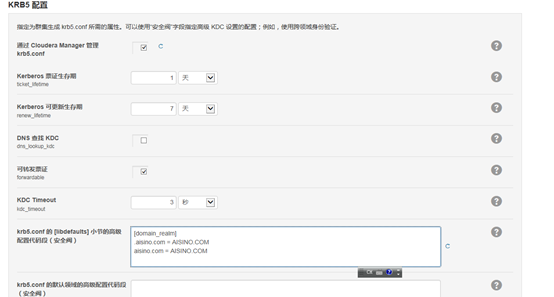 KRB5 配置
指定为群集生成 krb5.conf 所需的属性。可以使用"安全阀"字段指定高级 KDC 设置的配置；例如，使用跨领域身份验证。
通过 Cloudera Manager 管理
krb5.conf
Kerberos 票证生存期
ticket_lifetime
1 天
Kerberos 可更新生存期
renew_lifetime
7 天
DNS 查找 KDC
dns_lookup_kdc
可转发票证
forwardable
KDC Timeout
kdc_timeout
3 秒
krb5.conf 的 [libdefaults] 小节的高级
配置代码段（安全阀）
[domain_realm]
.aisino.com = AISINO.COM
aisino.com = AISINO.COM
krb5.conf 的默认领域的高级配置代码段
（安全阀）